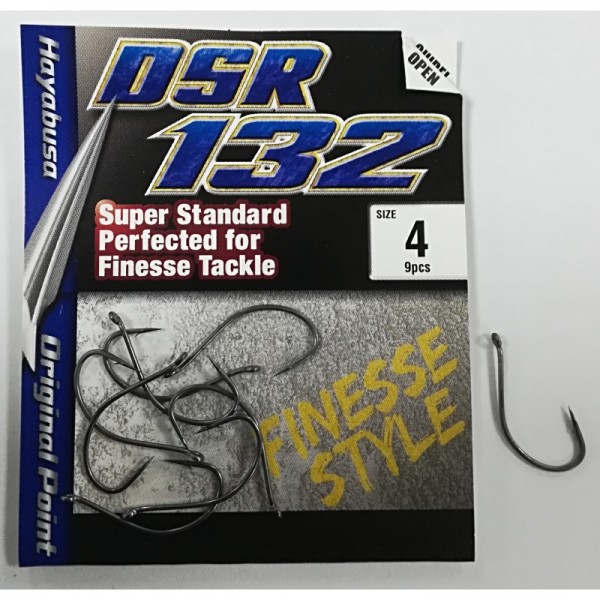 Hayabusa
DSR
132
OPEN
Super Standard
Perfected for
Finesse Tackle
SIZE
4
9pcs
FINESSE
STYLE
Original Point